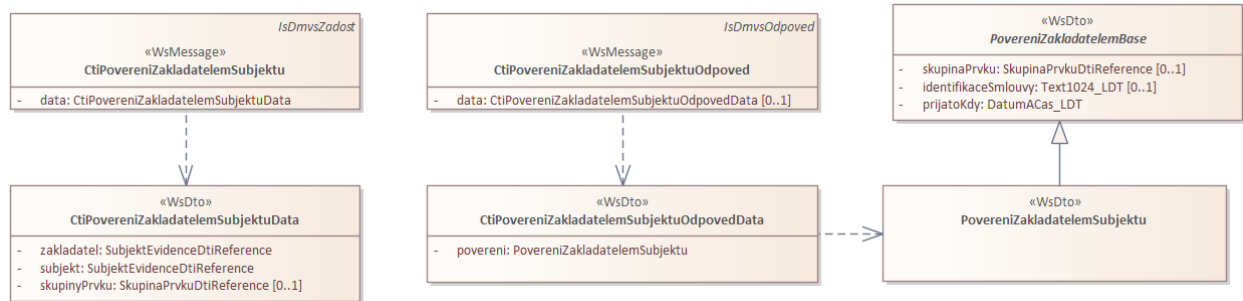 IsDmvsZadost
«WsMessage»
CtiPovereniZakladatelemSubjektu
- data: CtiPovereniZakladatelemSubjektuData
IsDmvsOdpoved
«WsMessage»
CtiPovereniZakladatelemSubjektuOdpoved
- data: CtiPovereniZakladatelemSubjektuOdpovedData [0..1]
«WsDto»
PovereniZakladatelemBase
- skupinaPrvku: SkupinaPrvkuDtiReference [0..1]
- identifikaceSmlouvy: Text1024_LDT [0..1]
- prijatoKdy: DatumACas_LDT
«WsDto»
CtiPovereniZakladatelemSubjektuData
- zakladatel: SubjektEvidenceDtiReference
- subjekt: SubjektEvidenceDtiReference
- skupinyPrvku: SkupinaPrvkuDtiReference [0..1]
«WsDto»
CtiPovereniZakladatelemSubjektuOdpovedData
- povereni: PovereniZakladatelemSubjektu
«WsDto»
PovereniZakladatelemSubjektu